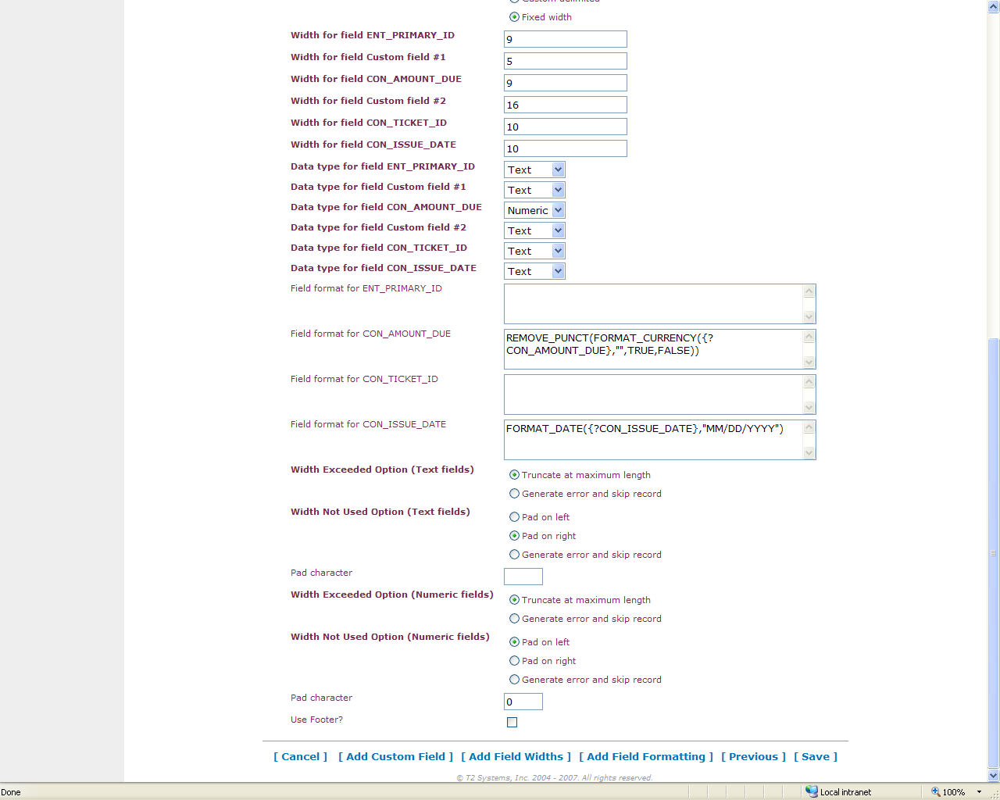 Custom delimited
Fixed width
Width for field ENT_PRIMARY_ID 9
Width for field Custom field #1 5
Width for field CON_AMOUNT_DUE 9
Width for field Custom field #2 16
Width for field CON_TICKET_ID 10
Width for field CON_ISSUE_DATE 10
Data type for field ENT_PRIMARY_ID Text
Data type for field Custom field #1 Text
Data type for field CON_AMOUNT_DUE Numeric
Data type for field Custom field #2 Text
Data type for field CON_TICKET_ID Text
Data type for field CON_ISSUE_DATE Text
Field format for ENT_PRIMARY_ID
Field format for CON_AMOUNT_DUE REMOVE_PUNCT(FORMAT_CURRENCY({?
CON_AMOUNT_DUE},"",TRUE,FALSE))
Field format for CON_TICKET_ID
Field format for CON_ISSUE_DATE FORMAT_DATE({?CON_ISSUE_DATE},"MM/DD/YYYY")
Width Exceeded Option (Text fields) Truncate at maximum length
Generate error and skip record
Width Not Used Option (Text fields) Pad on left
Pad on right
Generate error and skip record
Pad character
Width Exceeded Option (Numeric fields) Truncate at maximum length
Generate error and skip record
Width Not Used Option (Numeric fields) Pad on left
Pad on right
Generate error and skip record
Pad character 0
Use Footer?
[ Cancel ] [ Add Custom Field ] [ Add Field Widths ] [ Add Field Formatting ] [ Previous ] [ Save ]
© T2 Systems, Inc. 2004 - 2007. All rights reserved.
Done Local intranet 100%